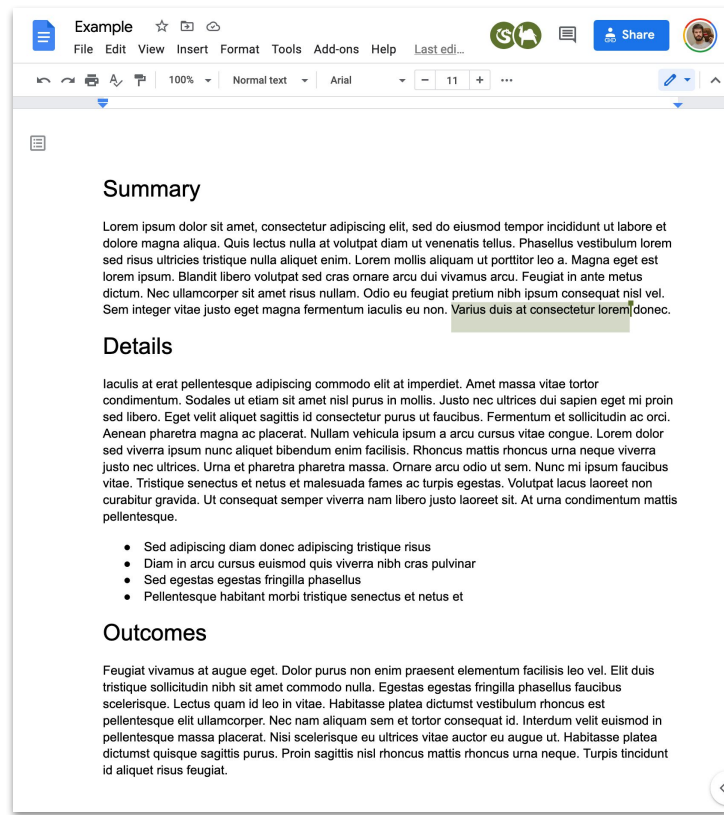 Example
File Edit View Insert Format Tools Add-ons Help Last edi...
Share
100% Normal text Arial 11
Summary
Lorem ipsum dolor sit amet, consectetur adipiscing elit, sed do eiusmod tempor incididunt ut labore et
dolore magna aliqua. Quis lectus nulla at volutpat diam ut venenatis tellus. Phasellus vestibulum lorem
sed risus ultricies tristique nulla aliquet enim. Lorem mollis aliquam ut porttitor leo a. Magna eget est
lorem ipsum. Blandit libero volutpat sed cras ornare arcu dui vivamus arcu. Feugiat in ante metus
dictum. Nec ullamcorper sit amet risus nullam. Odio eu feugiat pretium nibh ipsum consequat nisl vel.
Sem integer vitae justo eget magna fermentum iaculis eu non. Varius duis at consectetur lorem donec.
Details
Iaculis at erat pellentesque adipiscing commodo elit at imperdiet. Amet massa vitae tortor
condimentum. Sodales ut etiam sit amet nisl purus in mollis. Justo nec ultrices dui sapien eget mi proin
sed libero. Eget velit aliquet sagittis id consectetur purus ut faucibus. Fermentum et sollicitudin ac orci.
Aenean pharetra magna ac placerat. Nullam vehicula ipsum a arcu cursus vitae congue. Lorem dolor
sed viverra ipsum nunc aliquet bibendum enim facilisis. Rhoncus mattis rhoncus urna neque viverra
justo nec ultrices. Urna et pharetra pharetra massa. Ornare arcu odio ut sem. Nunc mi ipsum faucibus
vitae. Tristique senectus et netus et malesuada fames ac turpis egestas. Volutpat lacus laoreet non
curabitur gravida. Ut consequat semper viverra nam libero justo laoreet sit. At urna condimentum mattis
pellentesque.
● Sed adipiscing diam donec adipiscing tristique risus
● Diam in arcu cursus euismod quis viverra nibh cras pulvinar
● Sed egestas egestas fringilla phasellus
● Pellentesque habitant morbi tristique senectus et netus et
Outcomes
Feugiat vivamus at augue eget. Dolor purus non enim praesent elementum facilisis leo vel. Elit duis
tristique sollicitudin nibh sit amet commodo nulla. Egestas egestas fringilla phasellus faucibus
scelerisque. Lectus quam id leo in vitae. Habitasse platea dictumst vestibulum rhoncus est
pellentesque elit ullamcorper. Nec nam aliquam sem et tortor consequat id. Interdum velit euismod in
pellentesque massa placerat. Nisi scelerisque eu ultrices vitae auctor eu augue ut. Habitasse platea
dictumst quisque sagittis purus. Proin sagittis nisl rhoncus mattis rhoncus urna neque. Turpis tincidunt
id aliquet risus feugiat.